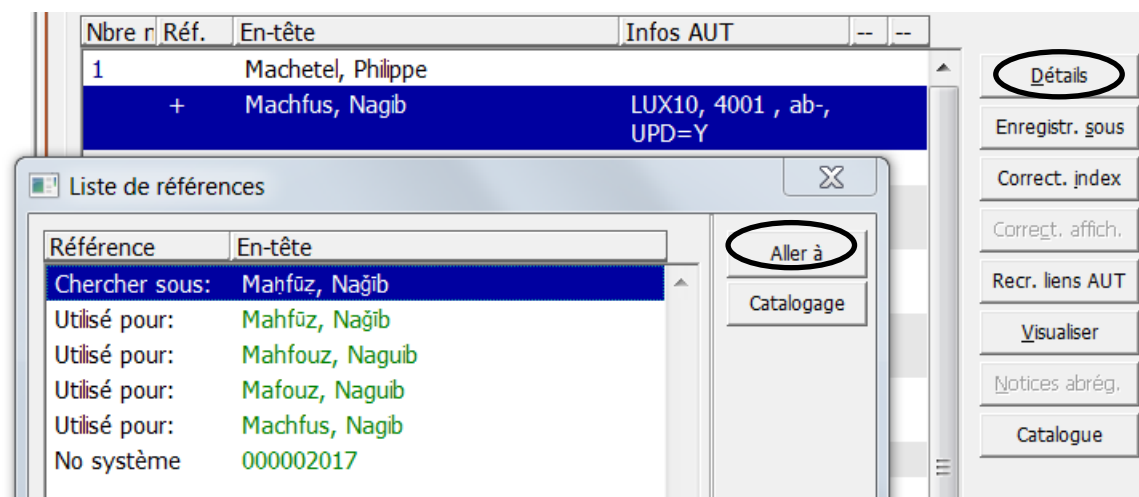 Nbre r Réf. En-tête Infos AUT -- --
1 Machetel, Philippe
+ Machfus, Nagib LUX10, 4001 , ab-,
UPD=Y
Détails
Enregistr. sous
Correct. index
Correct. affich.
Recr. liens AUT
Visualiser
Notices abrég.
Catalogue
Liste de références
Référence En-tête
Chercher sous: Maḥfūẓ, Naǧīb
Utilisé pour: Mahfūz, Naǧīb
Utilisé pour: Mahfouz, Naguib
Utilisé pour: Mafouz, Naguib
Utilisé pour: Machfus, Nagib
No système 000002017
Aller à
Catalogage